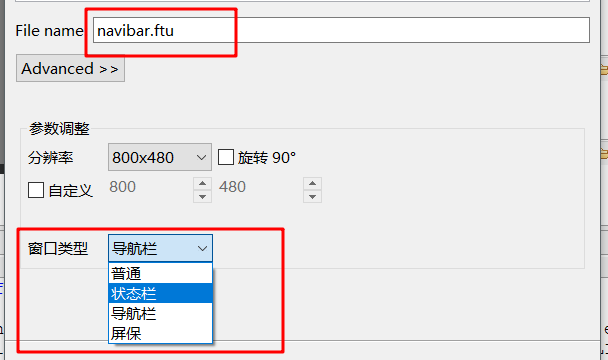 File name: navibar.ftu
Advanced >>
参数调整
分辨率 800x480 旋转 90°
自定义 800 480
窗口类型 导航栏
普通
状态栏
导航栏
屏保